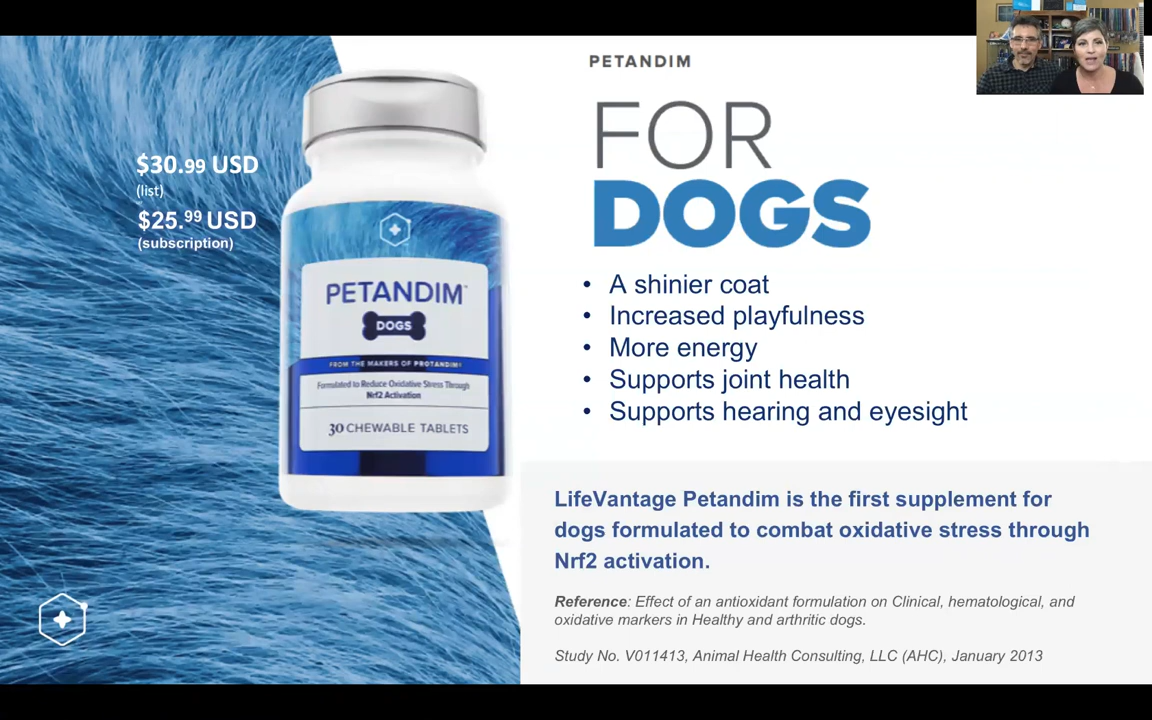 PETANDIM
FOR
DOGS
$30.99 USD
(list)
$25.99 USD
(subscription)
PETANDIM™
DOGS
FROM THE MAKERS OF PROTANDIM®
Formulated to Reduce Oxidative Stress Through
Nrf2 Activation
30 CHEWABLE TABLETS
• A shinier coat
• Increased playfulness
• More energy
• Supports joint health
• Supports hearing and eyesight
LifeVantage Petandim is the first supplement for
dogs formulated to combat oxidative stress through
Nrf2 activation.
Reference: Effect of an antioxidant formulation on Clinical, hematological, and
oxidative markers in Healthy and arthritic dogs.
Study No. V011413, Animal Health Consulting, LLC (AHC), January 2013